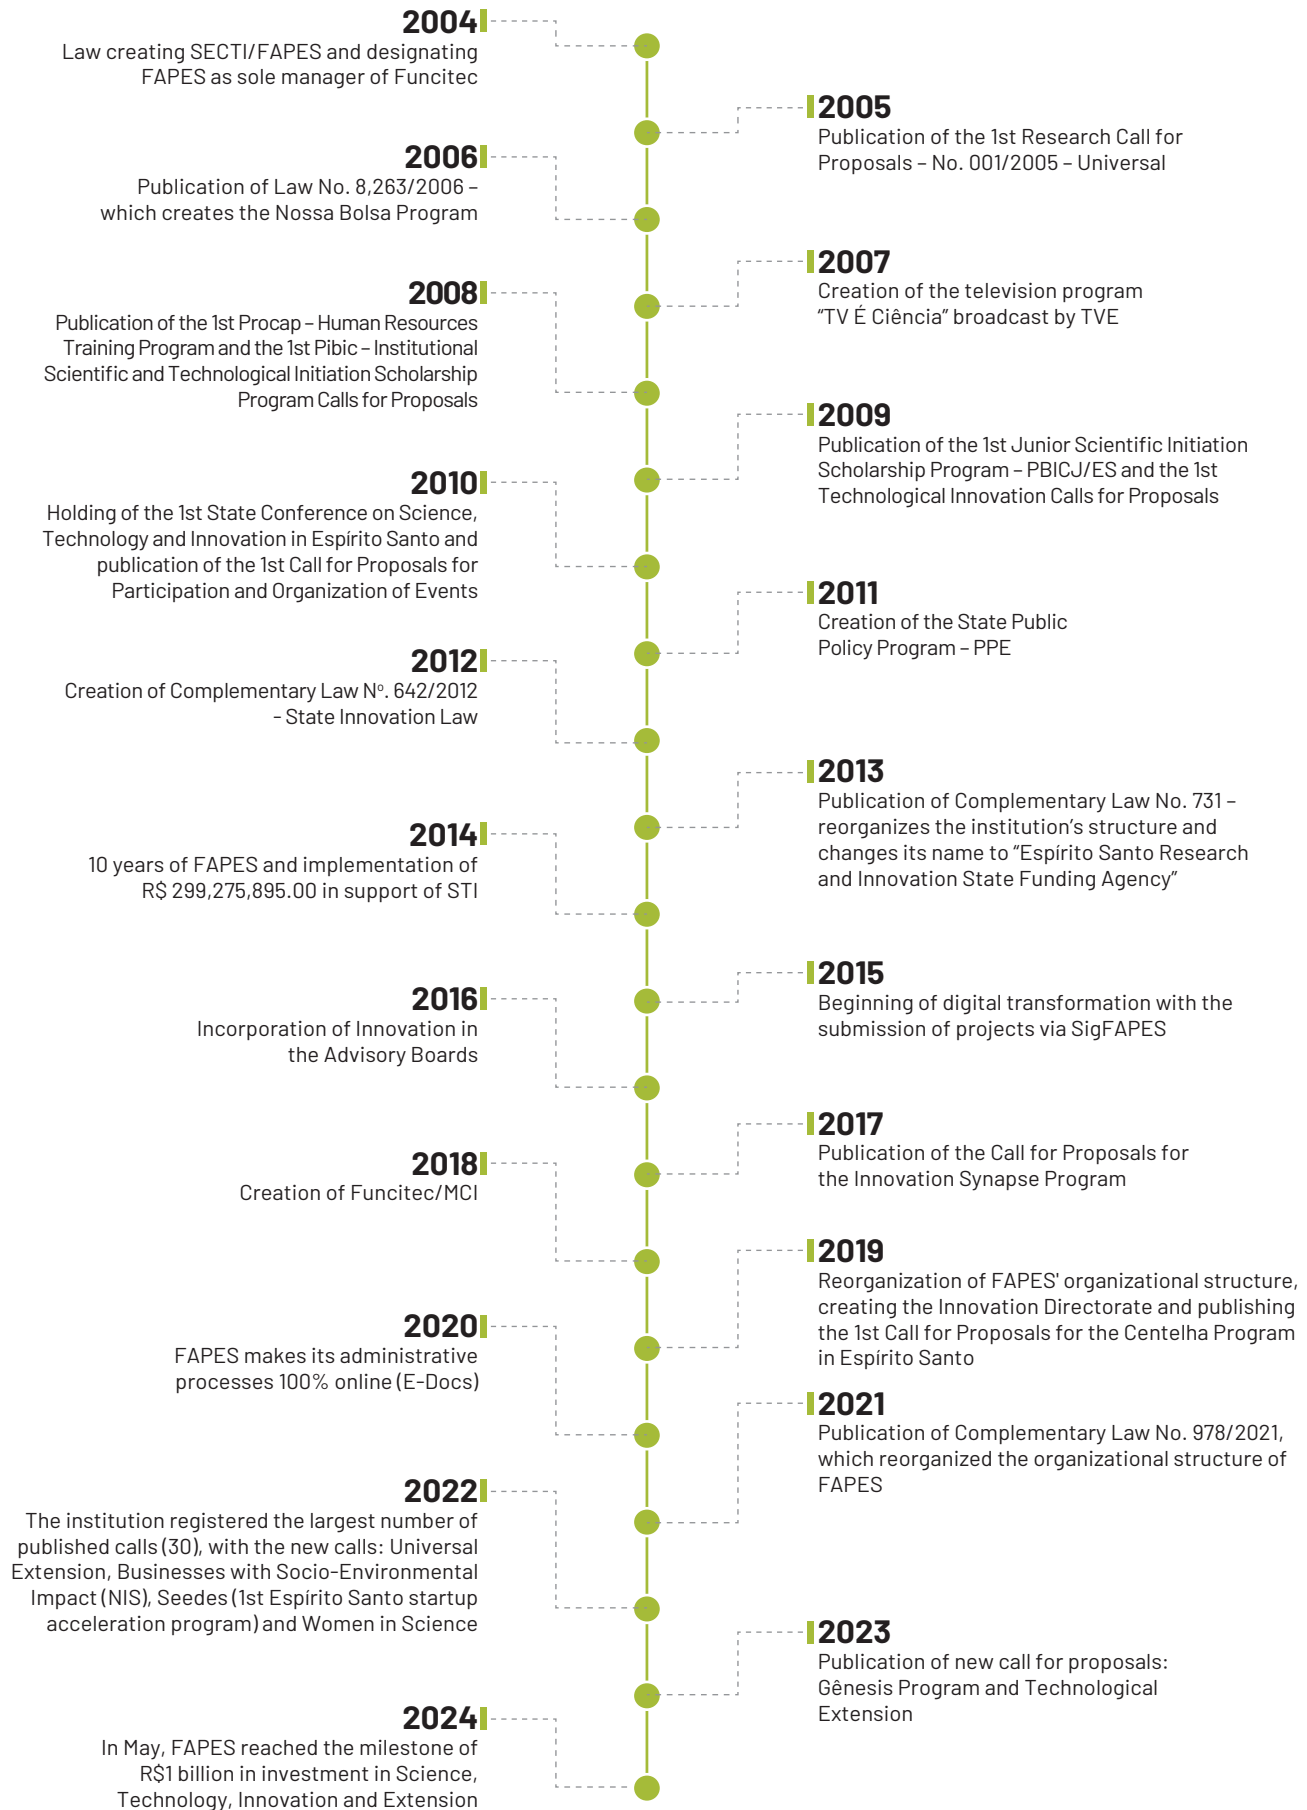 2004
Law creating SECTI/FAPES and designating
FAPES as sole manager of Funcitec
2005
Publication of the 1st Research Call for
Proposals – No. 001/2005 – Universal
2006
Publication of Law No. 8,263/2006 –
which creates the Nossa Bolsa Program
2007
Creation of the television program
“TV É Ciência” broadcast by TVE
2008
Publication of the 1st Procap – Human Resources
Training Program and the 1st Pibic – Institutional
Scientific and Technological Initiation Scholarship
Program Calls for Proposals
2009
Publication of the 1st Junior Scientific Initiation
Scholarship Program – PBICJ/ES and the 1st
Technological Innovation Calls for Proposals
2010
Holding of the 1st State Conference on Science,
Technology and Innovation in Espírito Santo and
publication of the 1st Call for Proposals for
Participation and Organization of Events
2011
Creation of the State Public
Policy Program – PPE
2012
Creation of Complementary Law Nº. 642/2012
- State Innovation Law
2013
Publication of Complementary Law No. 731 –
reorganizes the institution’s structure and
changes its name to “Espírito Santo Research
and Innovation State Funding Agency”
2014
10 years of FAPES and implementation of
R$ 299,275,895.00 in support of STI
2015
Beginning of digital transformation with the
submission of projects via SigFAPES
2016
Incorporation of Innovation in
the Advisory Boards
2017
Publication of the Call for Proposals for
the Innovation Synapse Program
2018
Creation of Funcitec/MCI
2019
Reorganization of FAPES' organizational structure,
creating the Innovation Directorate and publishing
the 1st Call for Proposals for the Centelha Program
in Espírito Santo
2020
FAPES makes its administrative
processes 100% online (E-Docs)
2021
Publication of Complementary Law No. 978/2021,
which reorganized the organizational structure of
FAPES
2022
The institution registered the largest number of
published calls (30), with the new calls: Universal
Extension, Businesses with Socio-Environmental
Impact (NIS), Seedes (1st Espírito Santo startup
acceleration program) and Women in Science
2023
Publication of new call for proposals:
Gênesis Program and Technological
Extension
2024
In May, FAPES reached the milestone of
R$1 billion in investment in Science,
Technology, Innovation and Extension